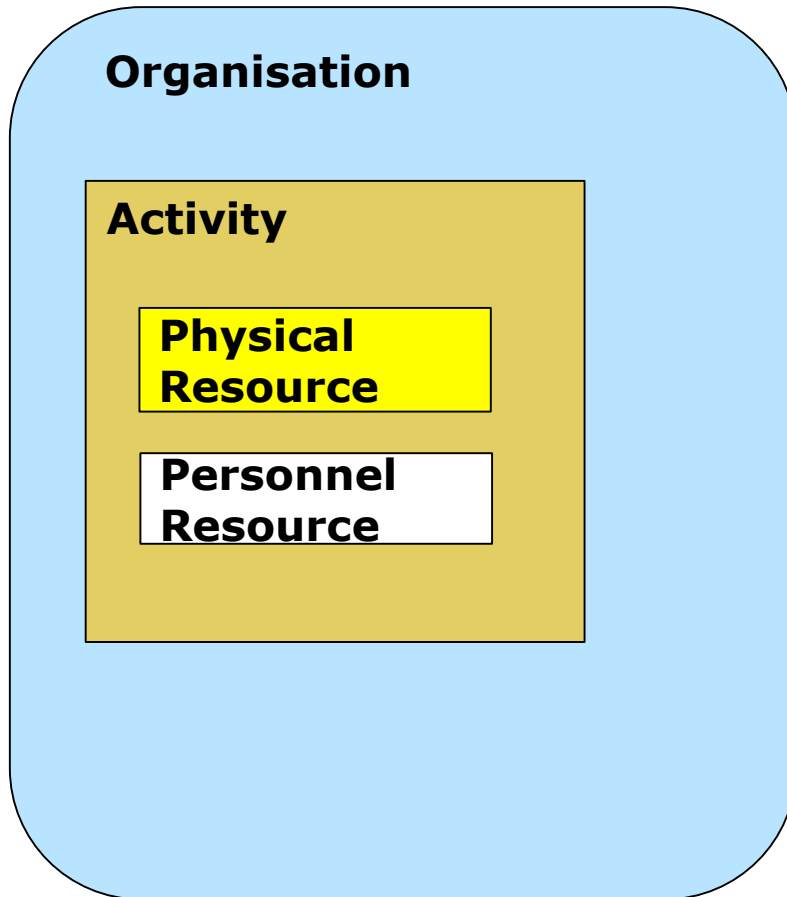 Organisation
Activity
Physical
Resource
Personnel
Resource